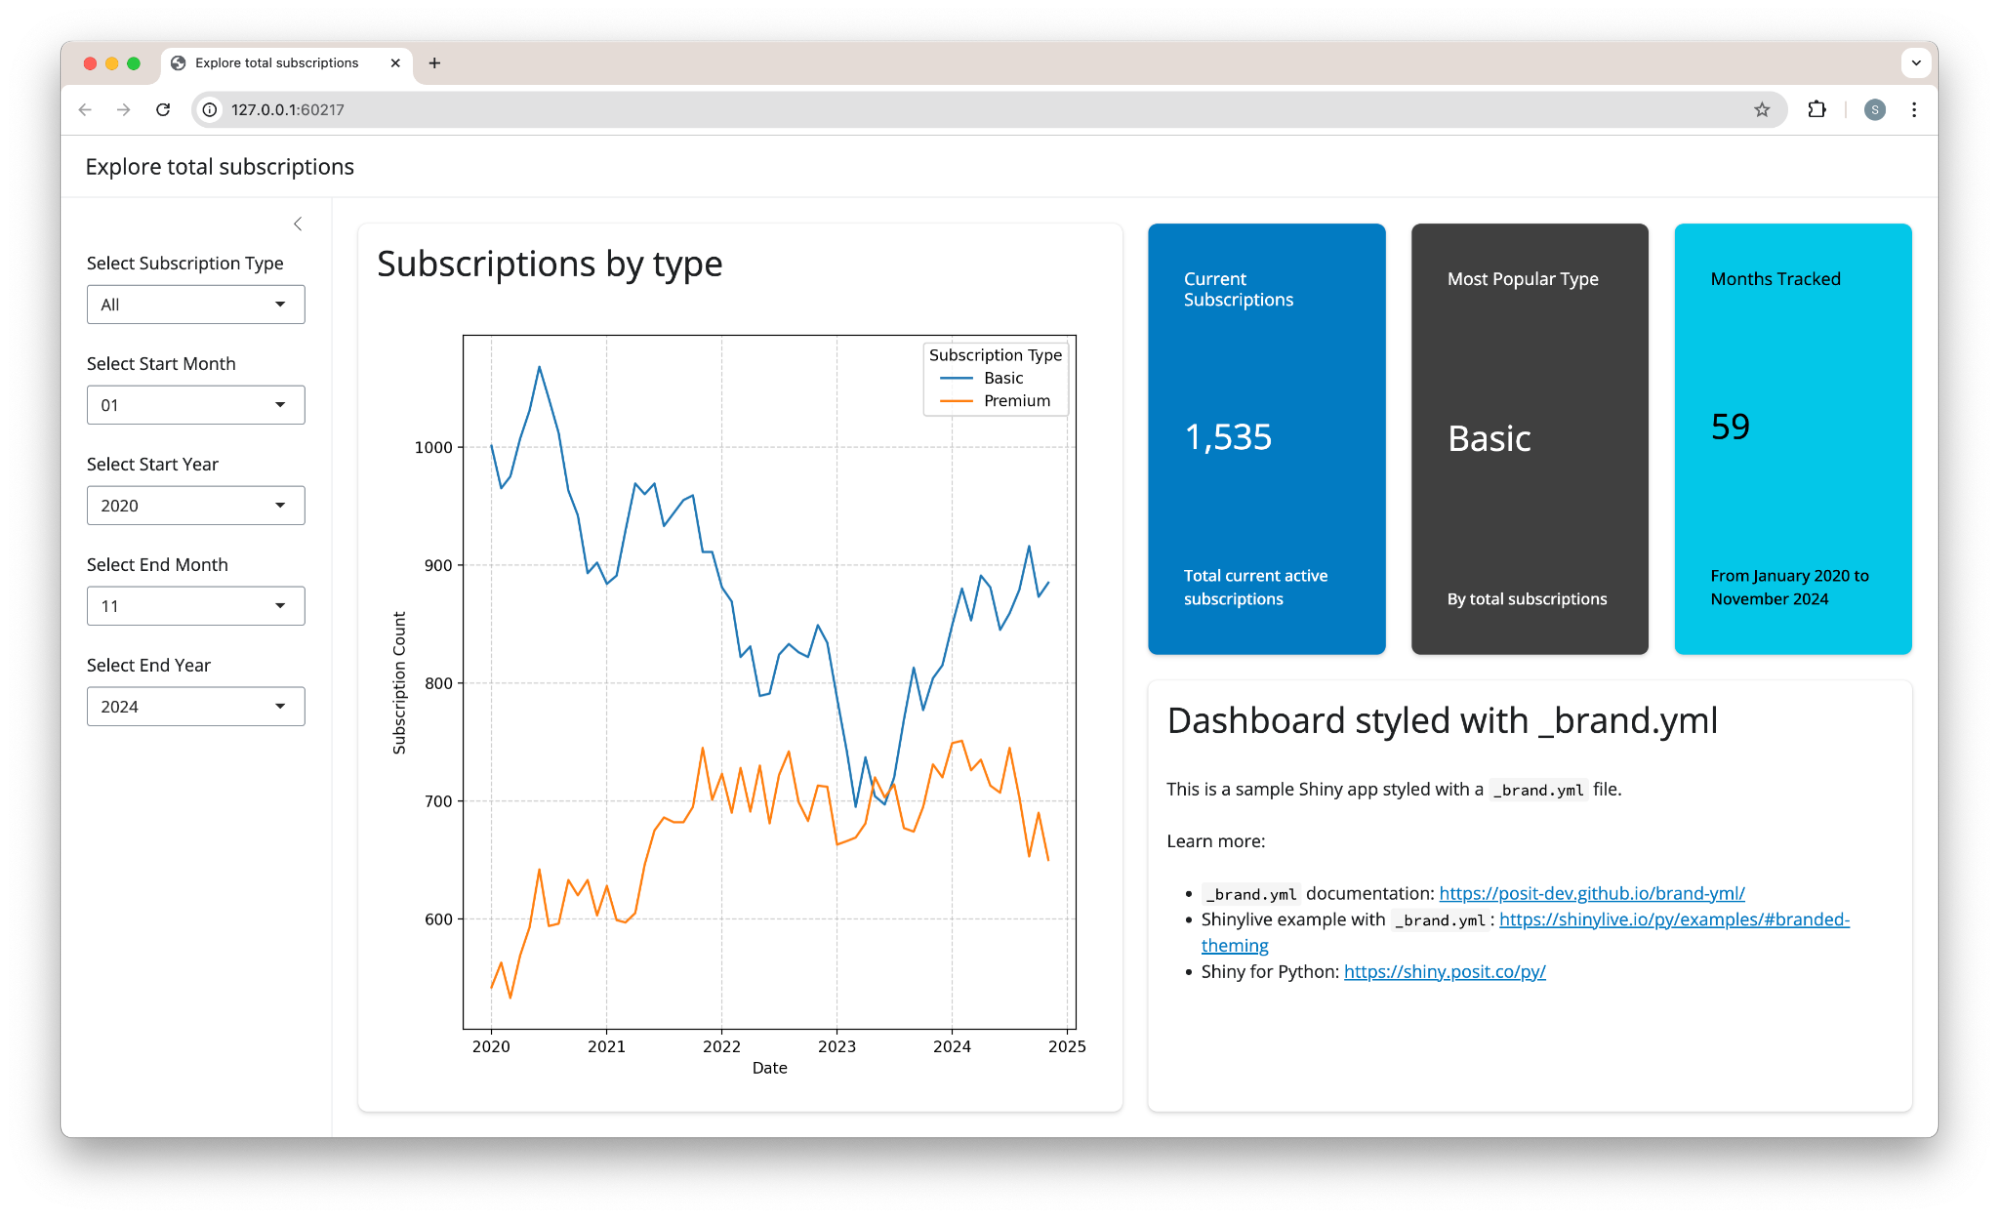 Explore total subscriptions
127.0.0.1:60217
S
Explore total subscriptions
Select Subscription Type
All
Select Start Month
01
Select Start Year
2020
Select End Month
11
Select End Year
2024
Subscriptions by type
Subscription Type
Basic
Premium
1000
900
800
700
600
Subscription Count
2020 2021 2022 2023 2024 2025
Date
Current
Subscriptions
1,535
Total current active
subscriptions
Most Popular Type
Basic
By total subscriptions
Months Tracked
59
From January 2020 to
November 2024
Dashboard styled with _brand.yml
This is a sample Shiny app styled with a _brand.yml file.
Learn more:
• _brand.yml documentation: https://posit-dev.github.io/brand-yml/
• Shinylive example with _brand.yml: https://shinylive.io/py/examples/#branded-
theming
• Shiny for Python: https://shiny.posit.co/py/